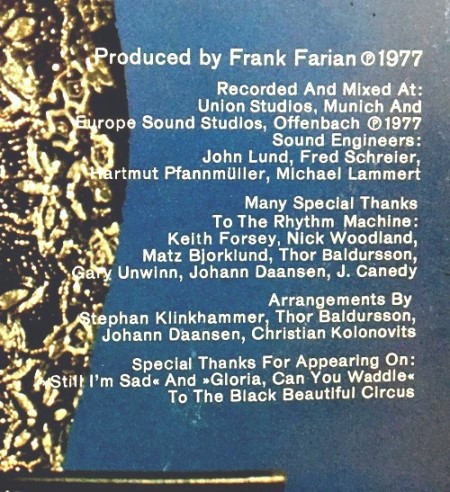 Produced by Frank Farian ℗ 1977
Recorded And Mixed At:
Union Studios, Munich And
Europe Sound Studios, Offenbach ℗ 1977
Sound Engineers:
John Lund, Fred Schreier,
Hartmut Pfannmüller, Michael Lammert
Many Special Thanks
To The Rhythm Machine:
Keith Forsey, Nick Woodland,
Matz Bjorklund, Thor Baldursson,
Gary Unwinn, Johann Daansen, J. Canedy
Arrangements By
Stephan Klinkhammer, Thor Baldursson,
Johann Daansen, Christian Kolonovits
Special Thanks For Appearing On:
»Still I'm Sad« And »Gloria, Can You Waddle«
To The Black Beautiful Circus